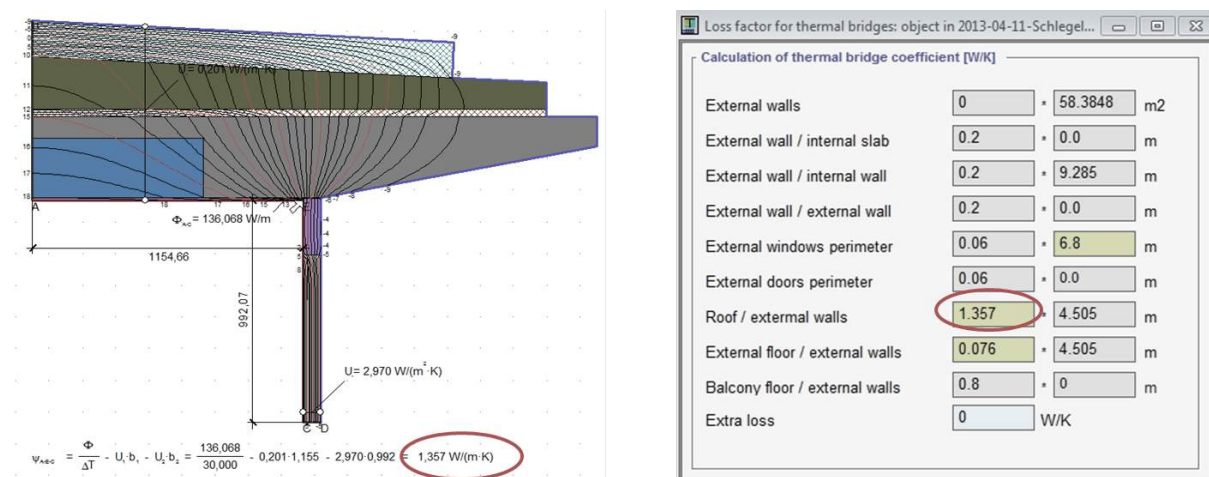 U= 0,201 W/(m²·K)
A
Φ A-C = 136,068 W/m
1154,66
992,07
U= 2,970 W/(m²·K)
C D
ψ A-E-C = Φ / ΔT - U₁·b₁ - U₂·b₂ = 136,068 / 30,000 - 0,201·1,155 - 2,970·0,992 = 1,357 W/(m·K)
Loss factor for thermal bridges: object in 2013-04-11-Schlegel...
Calculation of thermal bridge coefficient [W/K]
External walls 0 * 58.3848 m2
External wall / internal slab 0.2 * 0.0 m
External wall / internal wall 0.2 * 9.285 m
External wall / external wall 0.2 * 0.0 m
External windows perimeter 0.06 * 6.8 m
External doors perimeter 0.06 * 0.0 m
Roof / extermal walls 1.357 * 4.505 m
External floor / external walls 0.076 * 4.505 m
Balcony floor / external walls 0.8 * 0 m
Extra loss 0 W/K